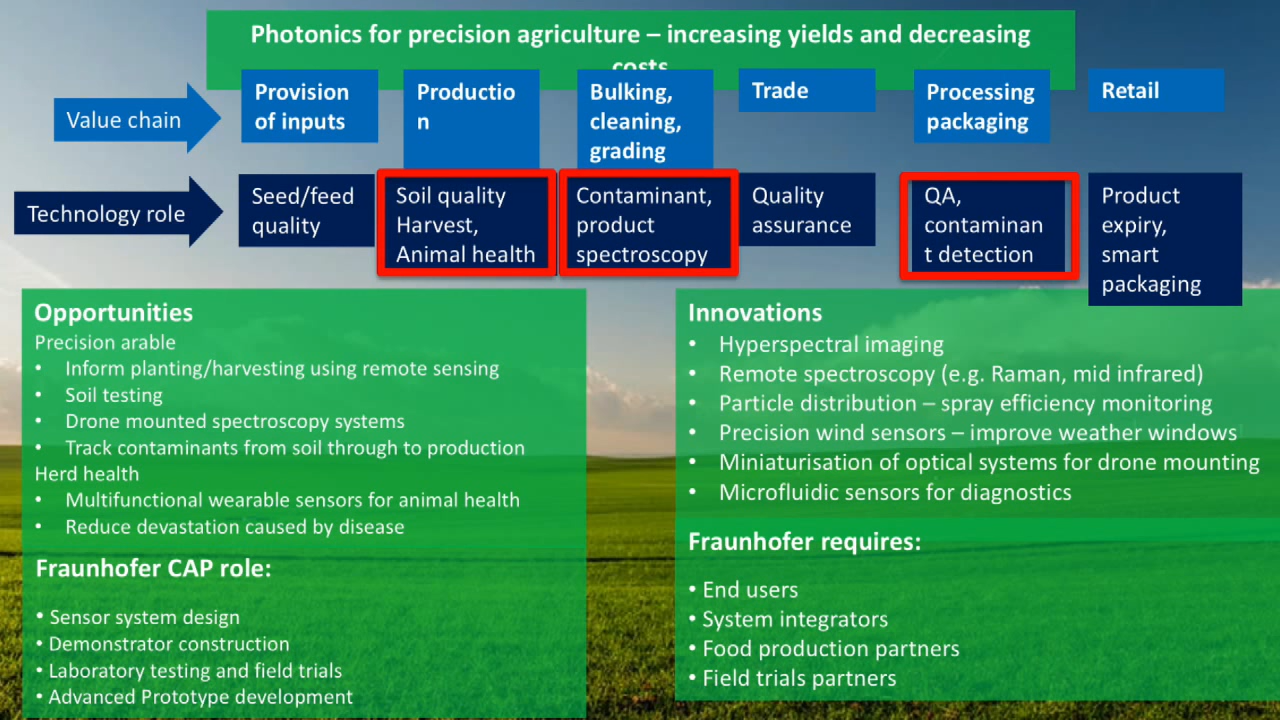 Photonics for precision agriculture – increasing yields and decreasing
costs
Value chain
Provision
of inputs
Productio
n
Bulking,
cleaning,
grading
Trade
Processing
packaging
Retail
Technology role
Seed/feed
quality
Soil quality
Harvest,
Animal health
Contaminant,
product
spectroscopy
Quality
assurance
QA,
contaminan
t detection
Product
expiry,
smart
packaging
Opportunities
Precision arable
• Inform planting/harvesting using remote sensing
• Soil testing
• Drone mounted spectroscopy systems
• Track contaminants from soil through to production
Herd health
• Multifunctional wearable sensors for animal health
• Reduce devastation caused by disease
Fraunhofer CAP role:
• Sensor system design
• Demonstrator construction
• Laboratory testing and field trials
• Advanced Prototype development
Innovations
• Hyperspectral imaging
• Remote spectroscopy (e.g. Raman, mid infrared)
• Particle distribution – spray efficiency monitoring
• Precision wind sensors – improve weather windows
• Miniaturisation of optical systems for drone mounting
• Microfluidic sensors for diagnostics
Fraunhofer requires:
• End users
• System integrators
• Food production partners
• Field trials partners